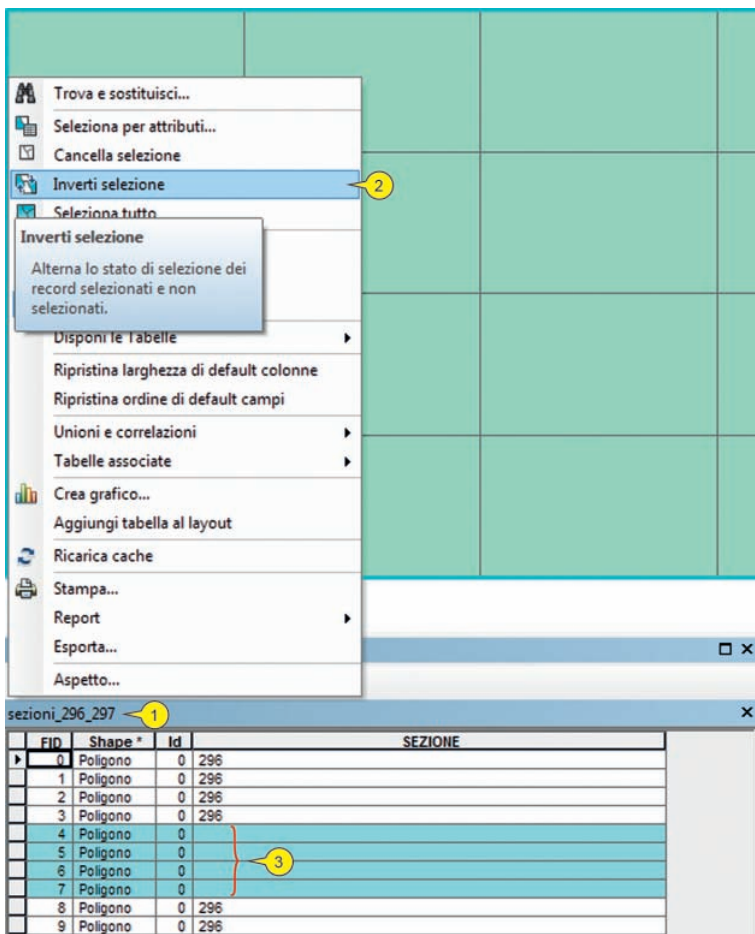 Trova e sostituisci...
Seleziona per attributi...
Cancella selezione
Inverti selezione
2
Seleziona tutto
Inverti selezione
Alterna lo stato di selezione dei
record selezionati e non
selezionati.
Disponi le Tabelle
Ripristina larghezza di default colonne
Ripristina ordine di default campi
Unioni e correlazioni
Tabelle associate
Crea grafico...
Aggiungi tabella al layout
Ricarica cache
Stampa...
Report
Esporta...
Aspetto...
sezioni_296_297 1
FID Shape * Id SEZIONE
0 Poligono 0 296
1 Poligono 0 296
2 Poligono 0 296
3 Poligono 0 296
4 Poligono 0
5 Poligono 0
3
6 Poligono 0
7 Poligono 0
8 Poligono 0 296
9 Poligono 0 296